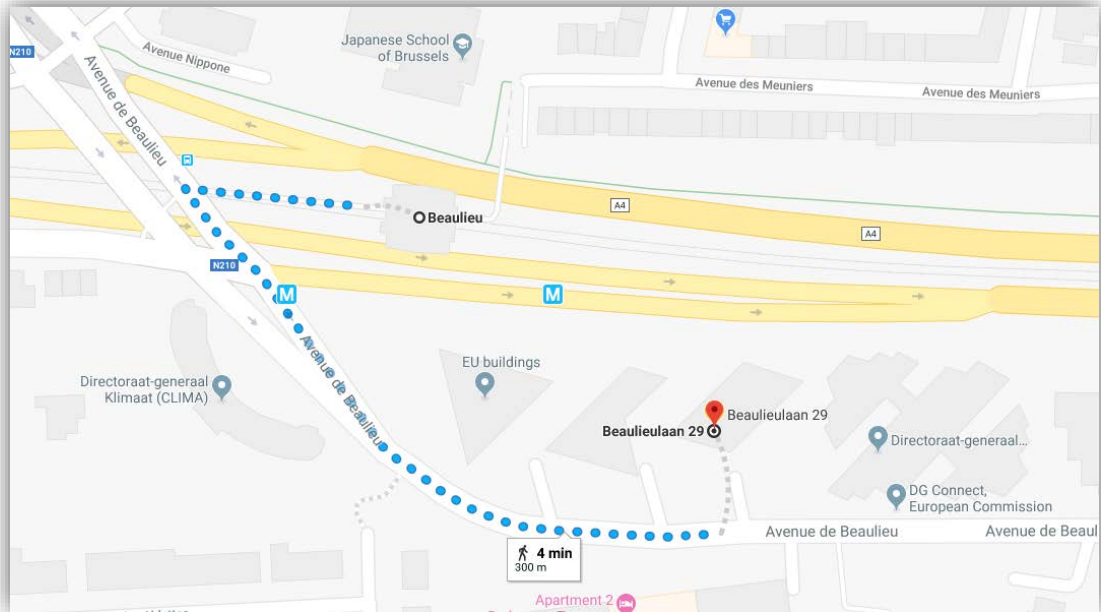 N210
Avenue Nippone
Japanese School
of Brussels
Avenue des Meuniers
Avenue des Meuniers
Avenue de Beaulieu
Beaulieu
A4
A4
N210
M
M
Avenue de Beaulieu
EU buildings
Directoraat-generaal
Klimaat (CLIMA)
Beaulieulaan 29
Beaulieulaan 29
Directoraat-generaal...
DG Connect,
European Commission
Avenue de Beaulieu
Avenue de Beaul
4 min
300 m
Apartment 2